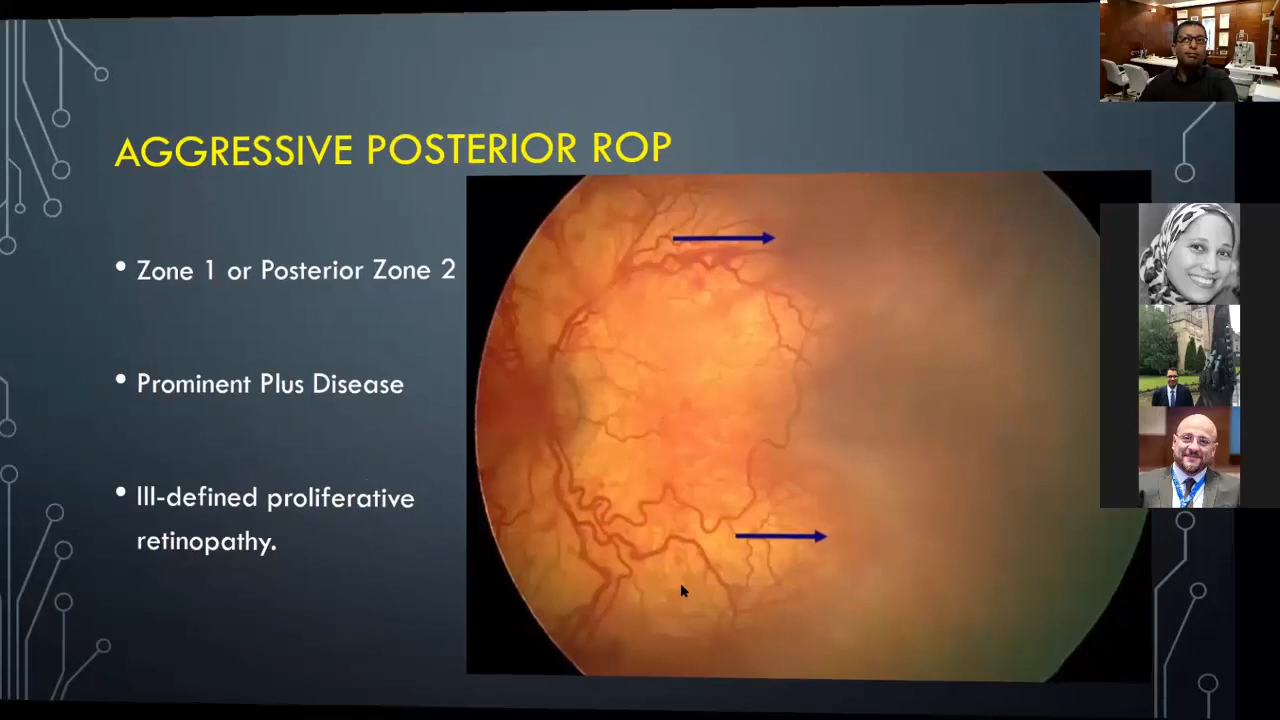 AGGRESSIVE POSTERIOR ROP
• Zone 1 or Posterior Zone 2
• Prominent Plus Disease
• Ill-defined proliferative
retinopathy.